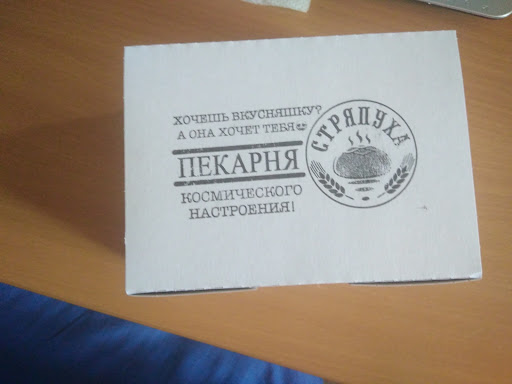 ХОЧЕШЬ ВКУСНЯШКУ?
А ОНА ХОЧЕТ ТЕБЯ
ПЕКАРНЯ
КОСМИЧЕСКОГО
НАСТРОЕНИЯ!
СТРЯПУХА